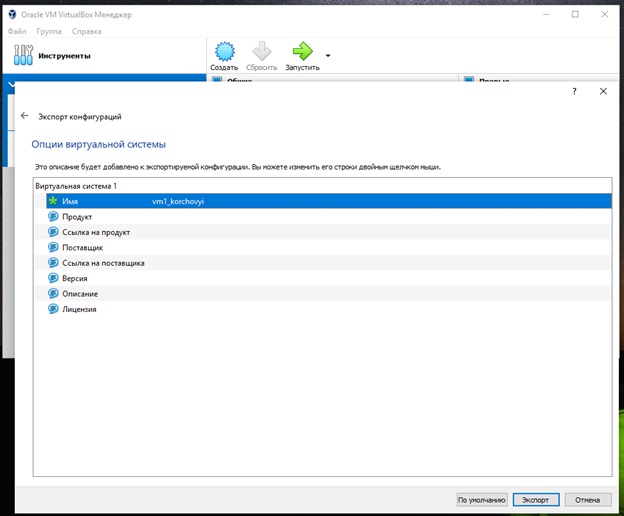 Oracle VM VirtualBox Менеджер
Файл Группа Справка
Инструменты
Создать Сбросить Запустить
Общие
Превью
?
Экспорт конфигураций
Опции виртуальной системы
Это описание будет добавлено к экспортируемой конфигурации. Вы можете изменить его строки двойным щелчком мыши.
Виртуальная система 1
Имя vm1_korchovyi
Продукт
Ссылка на продукт
Поставщик
Ссылка на поставщика
Версия
Описание
Лицензия
По умолчанию Экспорт Отмена